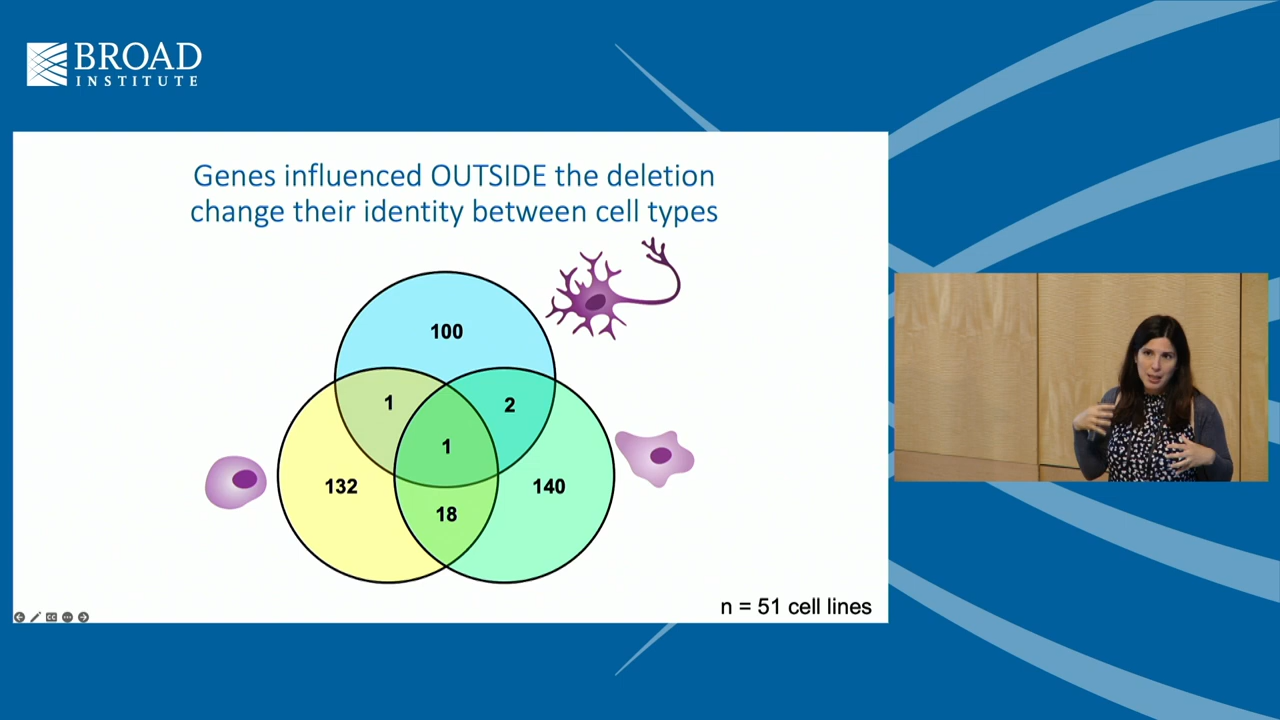 BROAD
INSTITUTE
Genes influenced OUTSIDE the deletion
change their identity between cell types
100
1
2
1
132
140
18
n = 51 cell lines